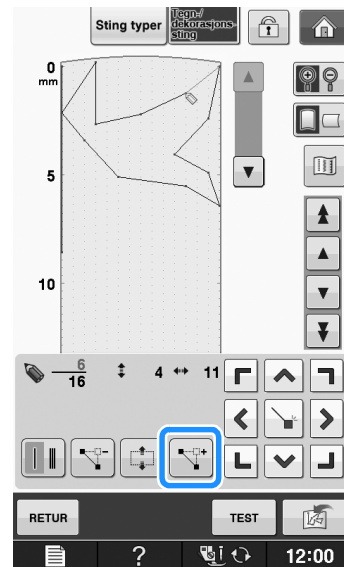 Sting typer
Tegn-/
dekorasjons-
sting
0
mm
5
10
6
16
4
11
RETUR
TEST
?
12:00